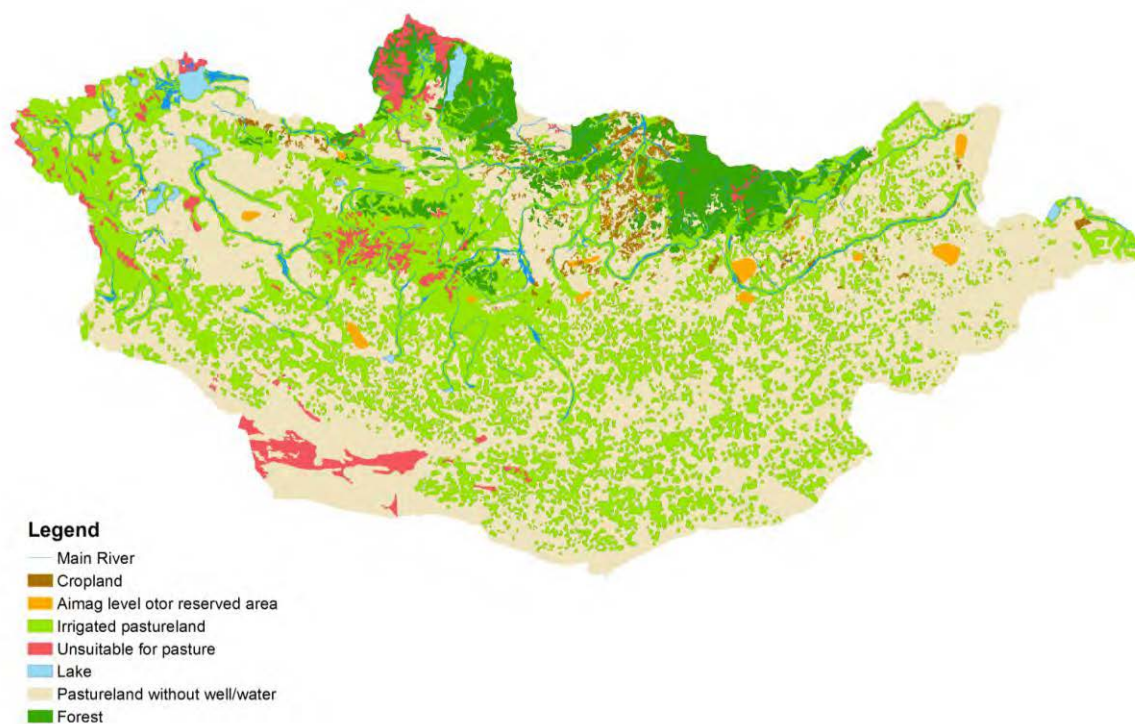 Legend
Main River
Cropland
Aimag level otor reserved area
Irrigated pastureland
Unsuitable for pasture
Lake
Pastureland without well/water
Forest